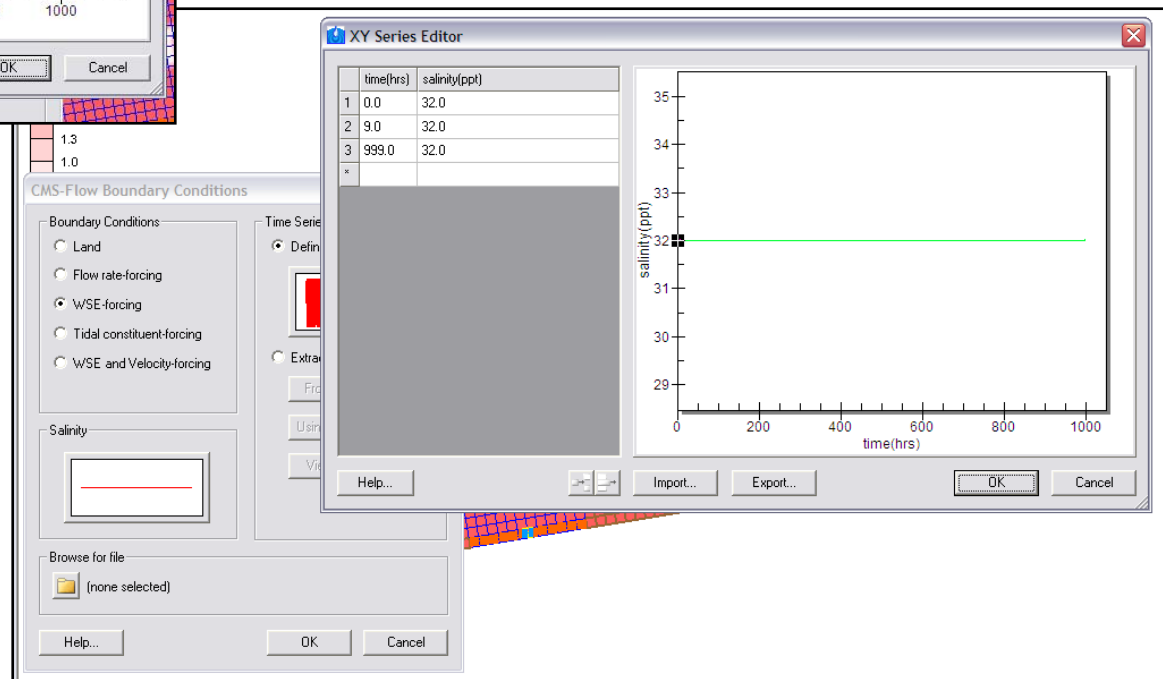 1000
OK Cancel
1.3
1.0
XY Series Editor
time(hrs) salinity(ppt)
1 0.0 32.0
2 9.0 32.0
3 999.0 32.0
*
35
34
33
32
31
30
29
salinity(ppt)
0 200 400 600 800 1000
time(hrs)
Help... Import... Export... OK Cancel
CMS-Flow Boundary Conditions
Boundary Conditions
Land
Flow rate-forcing
WSE-forcing
Tidal constituent-forcing
WSE and Velocity-forcing
Time Serie
Defin
Extra
Fro
Usin
Vie
Salinity
Browse for file
(none selected)
Help... OK Cancel